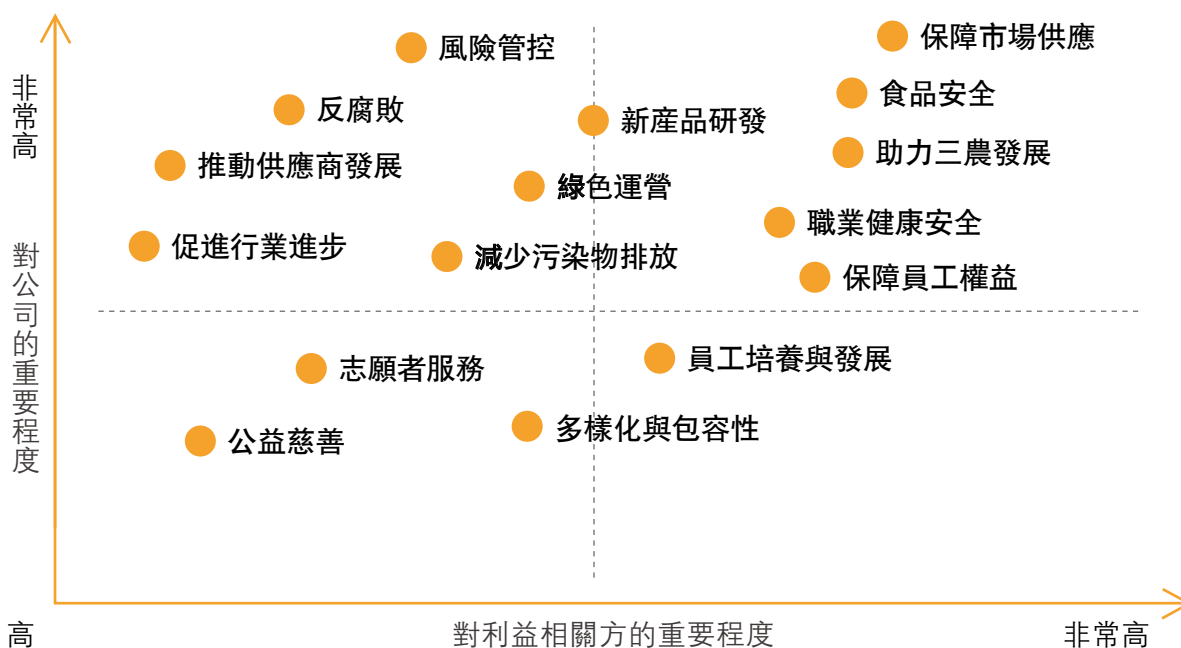 非常高
對公司的重要程度
保障市場供應
風險管控
食品安全
反腐敗
新産品研發
助力三農發展
推動供應商發展
綠色運營
職業健康安全
促進行業進步
減少污染物排放
保障員工權益
員工培養與發展
志願者服務
多樣化與包容性
公益慈善
高
對利益相關方的重要程度
非常高